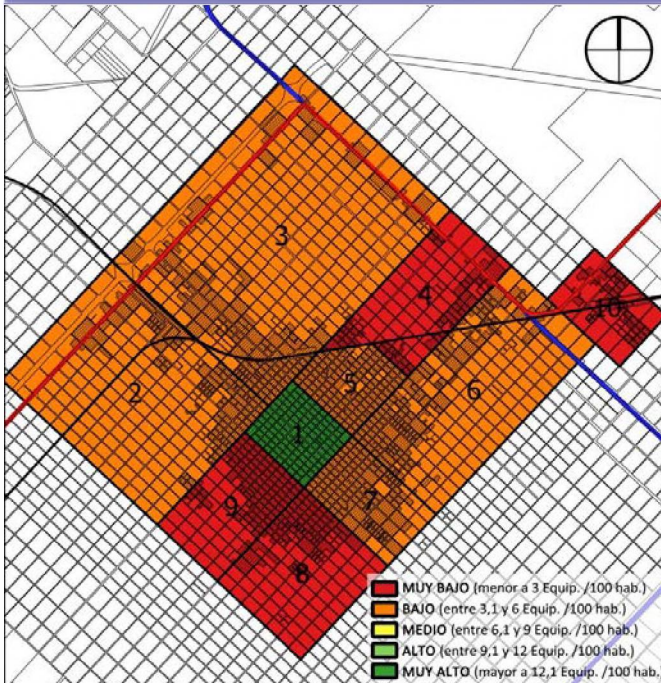 3
4
10
2
5
6
1
9
7
8
MUY BAJO (menor a 3 Equip. /100 hab.)
BAJO (entre 3,1 y 6 Equip. /100 hab.)
MEDIO (entre 6,1 y 9 Equip. /100 hab.)
ALTO (entre 9,1 y 12 Equip. /100 hab.)
MUY ALTO (mayor a 12,1 Equip. /100 hab.